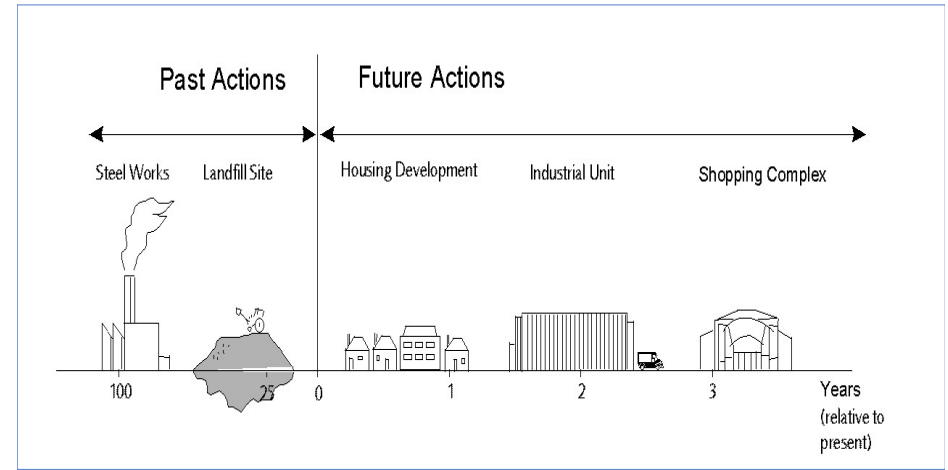 Past Actions
Future Actions
Steel Works
Landfill Site
Housing Development
Industrial Unit
Shopping Complex
100
25
0
1
2
3
Years
(relative to
present)